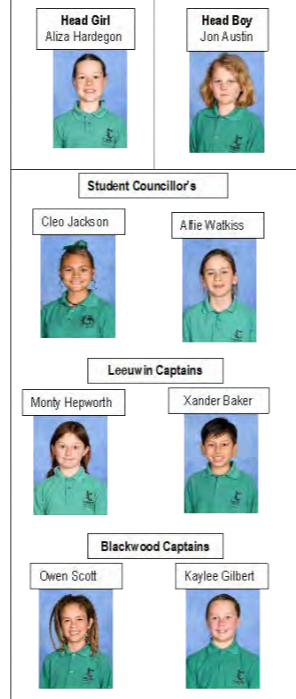 Head Girl
Aliza Hardegon
Head Boy
Jon Austin
Student Councillor's
Cleo Jackson
Alfie Watkiss
Leeuwin Captains
Monty Hepworth
Xander Baker
Blackwood Captains
Owen Scott
Kaylee Gilbert